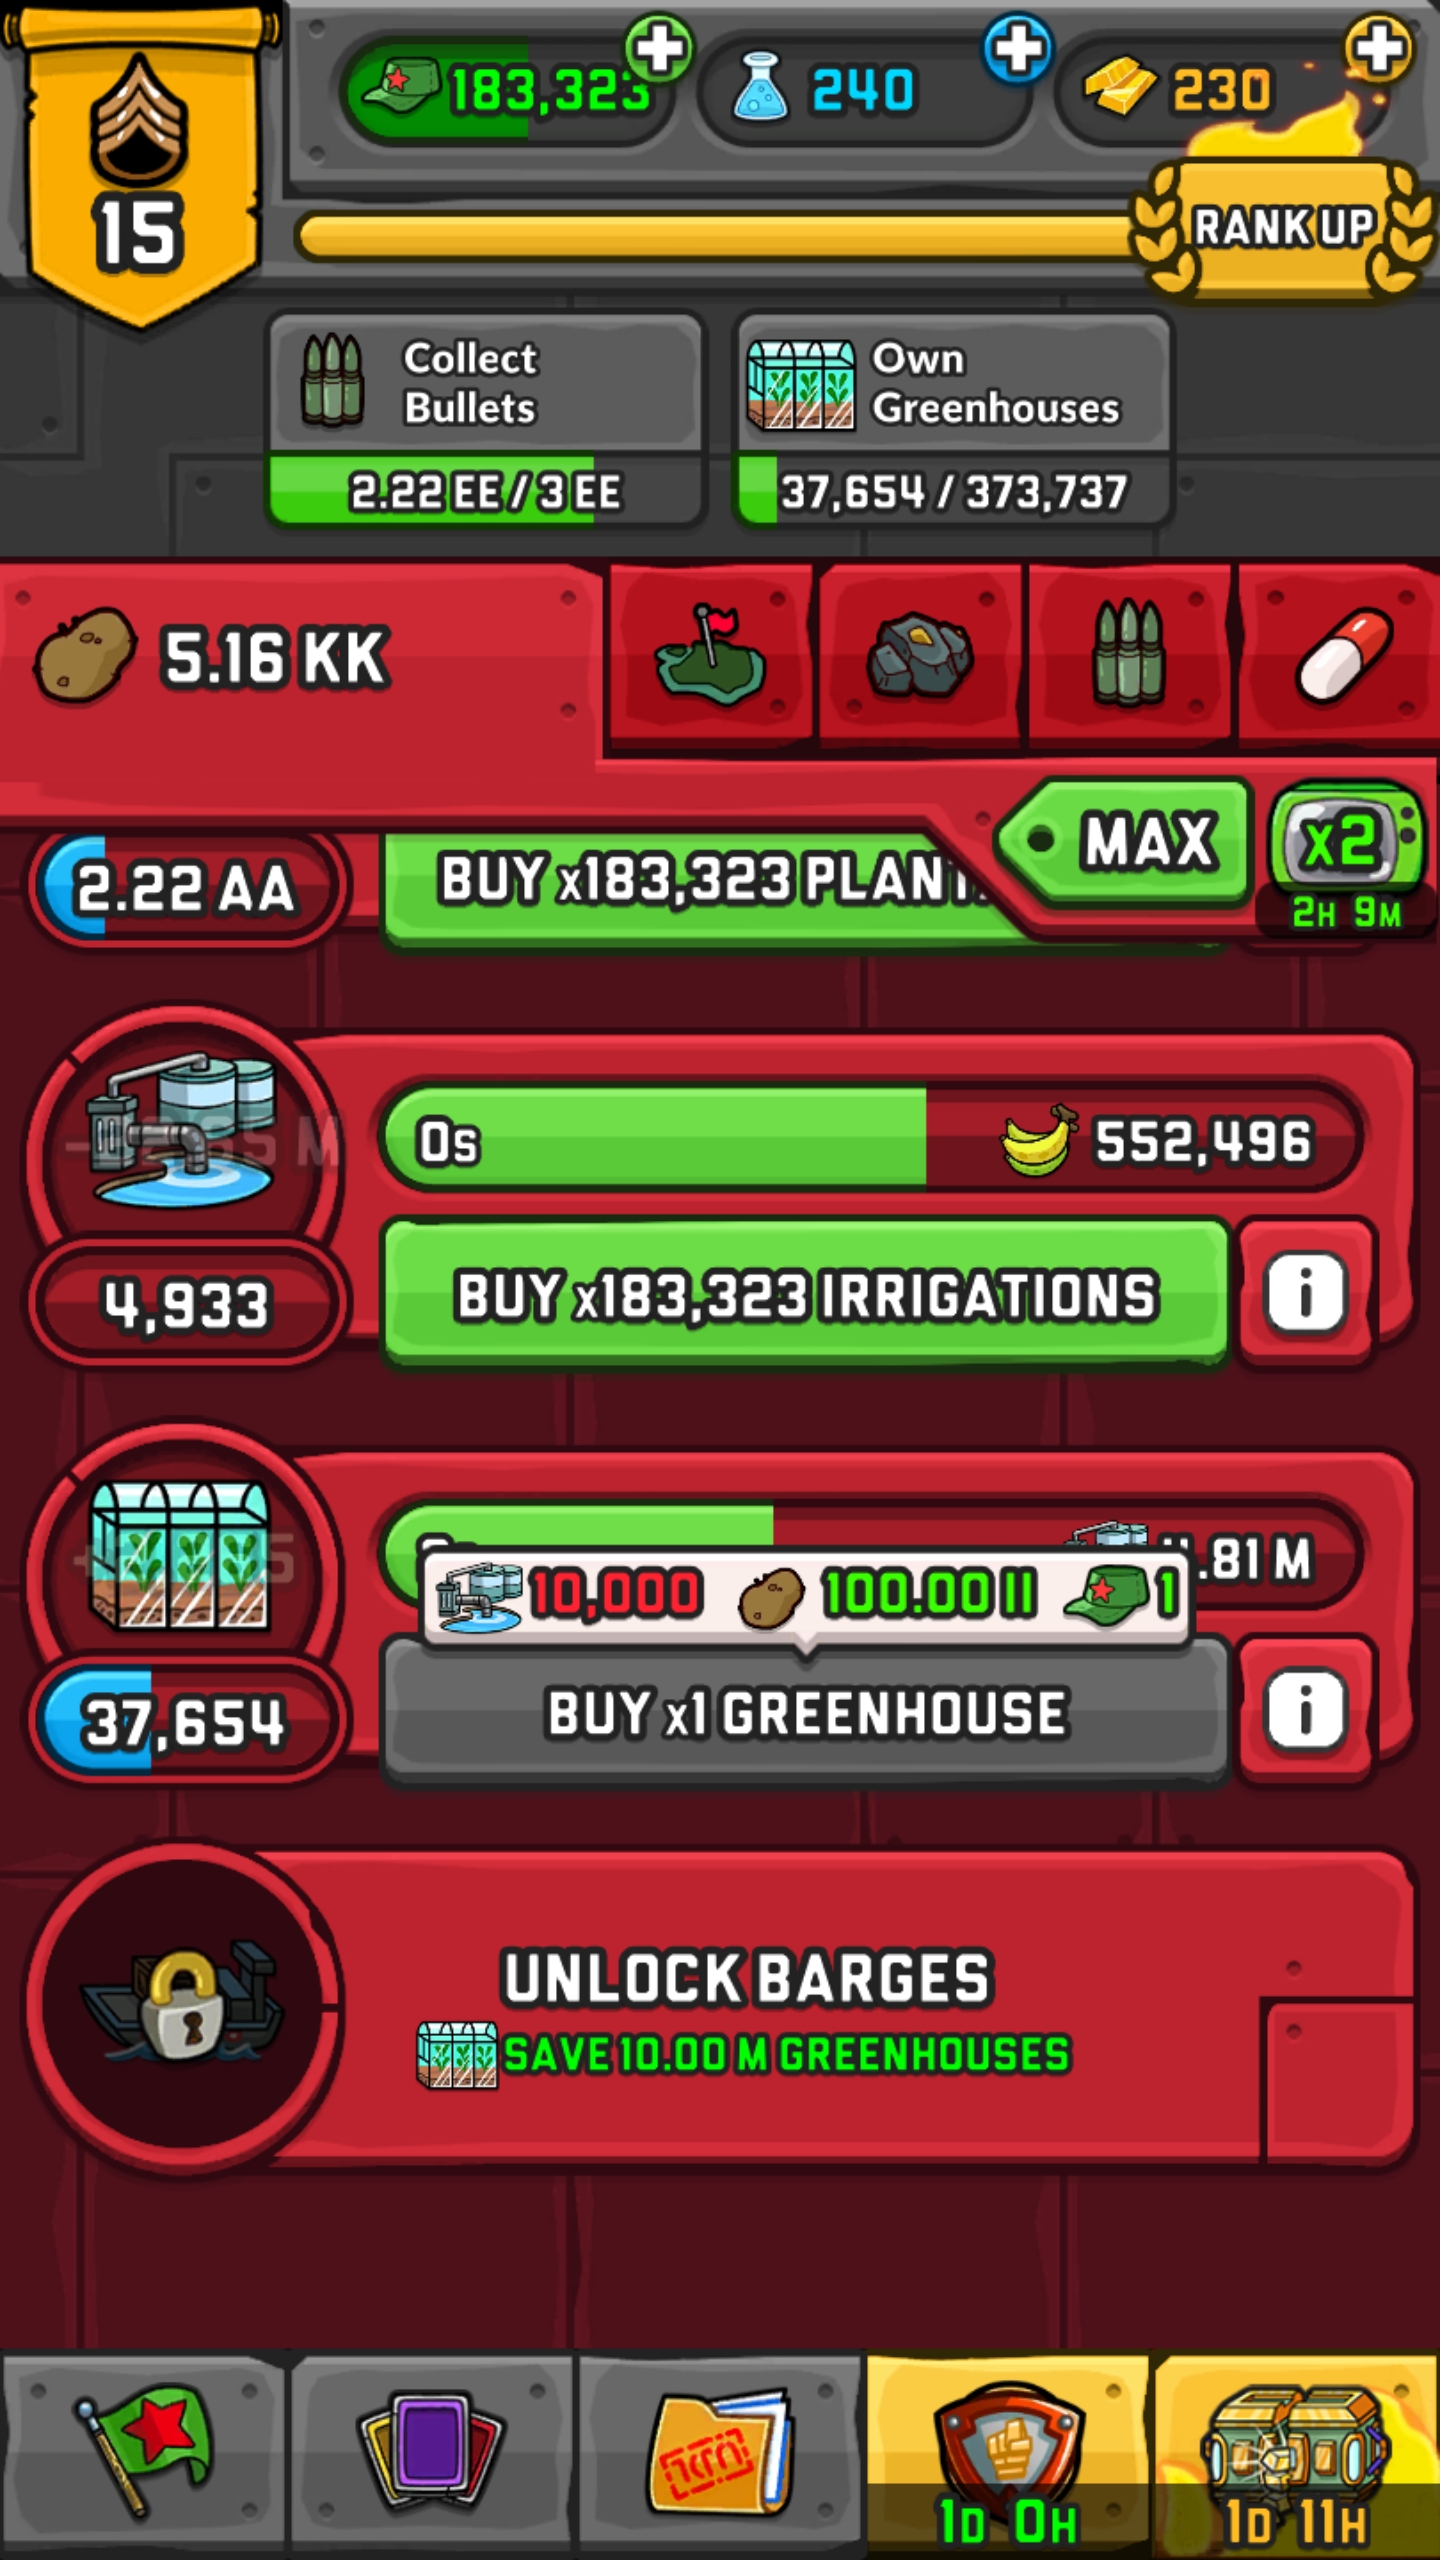 183,323
240
230
15
RANK UP
Collect
Bullets
Own
Greenhouses
2.22 EE / 3 EE
37,654 / 373,737
5.16 KK
MAX
x2
2H 9M
2.22 AA
BUY x183,323
0s
552,496
4,933
BUY x183,323 IRRIGATIONS
.81 M
10,000
100.00 II
1
37,654
BUY x1 GREENHOUSE
UNLOCK BARGES
SAVE 10.00 M GREENHOUSES
1D 0H
1D 11H